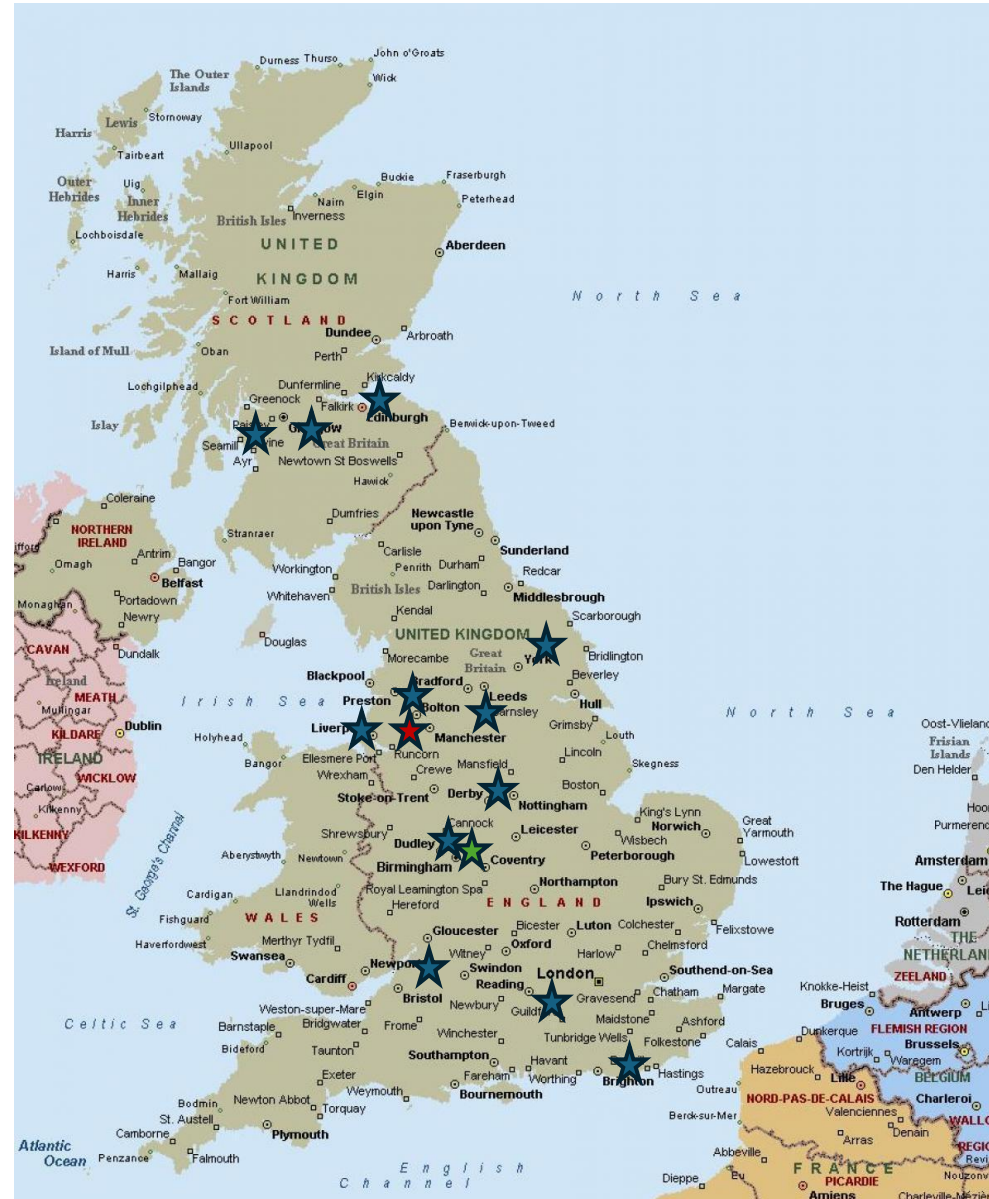 John o'Groats
Durness Thurso
The Outer
Islands
Wick
Lewis
Stornoway
Harris
Ullapool
Tairbeart
Outer
Hebrides
Uig
Inner
Hebrides
Buckie
Fraserburgh
Elgin
Nairn
Peterhead
British Isles
Inverness
Lochboisdale
UNITED
Aberdeen
Harris
Mallaig
KINGDOM
Fort William
North Sea
SCOTLAND
Dundee
Arbroath
Island of Mull
Oban
Perth
Lochgilphead
Dunfermline
Kirkcaldy
Greenock
Falkirk
Edinburgh
Islay
Berwick-upon-Tweed
Seamill
Great Britain
Ayr
Newtown St Boswells
Hawick
Coleraine
Dumfries
Newcastle
upon Tyne
NORTHERN
IRELAND
Stranraer
Sunderland
Antrim
Bangor
Carlisle
Omagh
Penrith
Durham
Belfast
Workington
Redcar
British Isles
Darlington
Whitehaven
Middlesbrough
Monaghan
Portadown
Newry
Kendal
Scarborough
Douglas
UNITED KINGDOM
CAVAN
Dundalk
Morecambe
Great
Britain
York
Bridlington
Ireland
Blackpool
Bradford
Beverley
MEATH
Preston
Leeds
Hull
Irish Sea
Mullingar
Bolton
North Sea
KILDARE
Dublin
Grimsby
Oost-Vlieland
Holyhead
Manchester
Louth
Frisian
Islands
IRELAND
Bangor
Ellesmere Port
Runcorn
Lincoln
Den Helder
WICKLOW
Wrexham
Crewe
Mansfield
Skegness
Carlow
Stoke-on-Trent
Derby
Boston
Kilkenny
Nottingham
King's Lynn
KILKENNY
Shrewsbury
Cannock
Leicester
Norwich
Great
Yarmouth
Wisbech
Dudley
Aberystwyth
Newtown
Peterborough
Lowestoft
WEXFORD
Birmingham
Coventry
Amsterdam
St. George's Channel
Royal Leamington Spa
Northampton
Bury St. Edmunds
The Hague
Cardigan
Llandrindod
Wells
Hereford
ENGLAND
Ipswich
Fishguard
WALES
Rotterdam
Haverfordwest
Merthyr Tydfil
Gloucester
Bicester
Luton
Colchester
Felixstowe
THE
Witney
Oxford
Harlow
Chelmsford
Swansea
Cardiff
Swindon
London
Southend-on-Sea
ZEELAND
Reading
Weston-super-Mare
Bristol
Newbury
Gravesend
Chatham
Margate
Knokke-Heist
Bruges
Antwerp
Celtic Sea
Barnstaple
Bridgwater
Frome
Maidstone
Ashford
Dunkerque
FLEMISH REGION
Bideford
Taunton
Winchester
Tunbridge Wells
Folkestone
Calais
Brussels
Kortrijk
Waregem
Southampton
Havant
Hazebrouck
Exeter
Fareham
Worthing
Brighton
Hastings
Lille
BELGIUM
Bodmin
Newton Abbot
Weymouth
Bournemouth
Outreau
NORD-PAS-DE-CALAIS
Charleroi
St. Austell
Torquay
Berck-sur-Mer
Valenciennes
Camborne
Plymouth
Denain
Atlantic
Ocean
Arras
Penzance
Falmouth
English
Channel
Abbeville
FRANCE
Dieppe
Eu
PICARDIE
Amiens